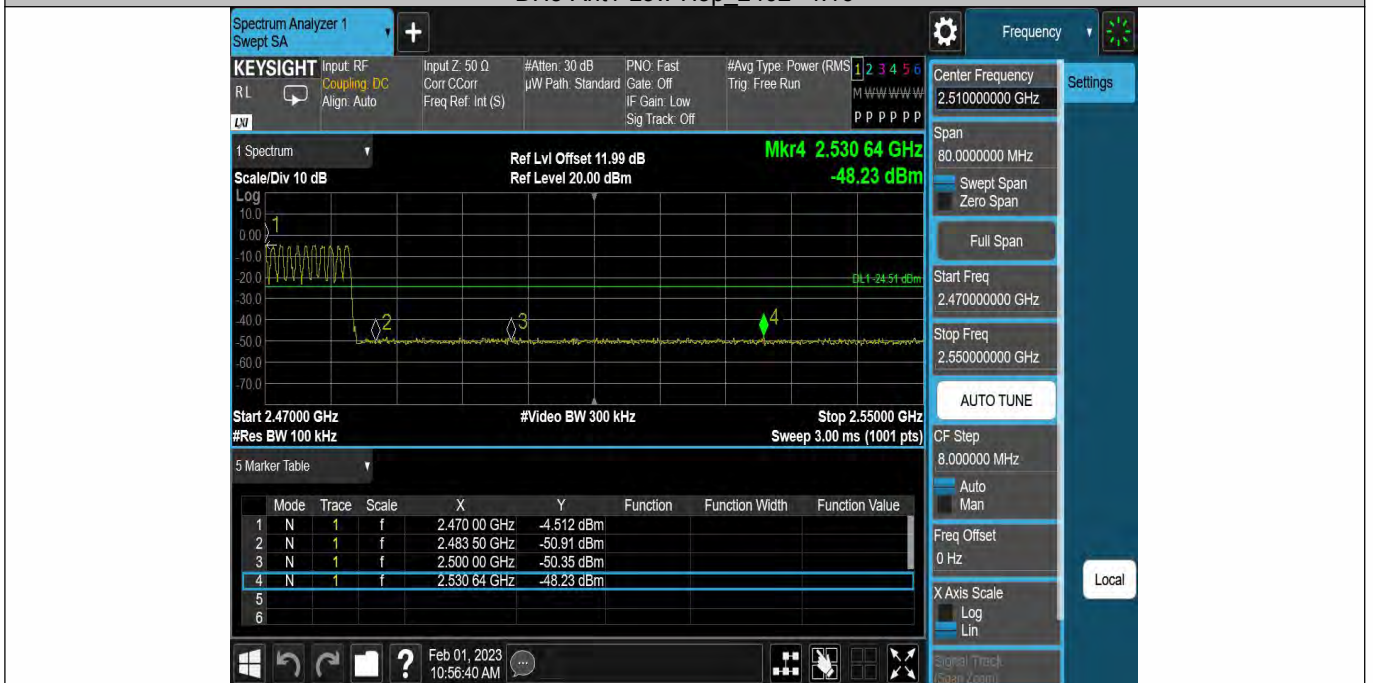 Spectrum Analyzer 1
Swept SA
+
Frequency
KEYSIGHT
RL
LXI
Input: RF
Coupling: DC
Align: Auto
Input Z: 50 Ω
Corr CCorr
Freq Ref: Int (S)
#Atten: 30 dB
µW Path: Standard
PNO: Fast
Gate: Off
IF Gain: Low
Sig Track: Off
#Avg Type: Power (RMS
Trig: Free Run
1 2 3 4 5 6
M W W W W W
P P P P P P
Center Frequency
2.510000000 GHz
Settings
Span
80.0000000 MHz
Swept Span
Zero Span
Full Span
Start Freq
2.470000000 GHz
Stop Freq
2.550000000 GHz
AUTO TUNE
CF Step
8.000000 MHz
Auto
Man
Freq Offset
0 Hz
X Axis Scale
Log
Lin
Signal Track
(Span Zoom)
Local
1 Spectrum
Scale/Div 10 dB
Ref Lvl Offset 11.99 dB
Ref Level 20.00 dBm
Mkr4 2.530 64 GHz
-48.23 dBm
Log
10.0
0.00
-10.0
-20.0
-30.0
-40.0
-50.0
-60.0
-70.0
1
2
3
4
DL1 -24.51 dBm
Start 2.47000 GHz
#Res BW 100 kHz
#Video BW 300 kHz
Stop 2.55000 GHz
Sweep 3.00 ms (1001 pts)
5 Marker Table
Mode Trace Scale X Y Function Function Width Function Value
1 N 1 f 2.470 00 GHz -4.512 dBm
2 N 1 f 2.483 50 GHz -50.91 dBm
3 N 1 f 2.500 00 GHz -50.35 dBm
4 N 1 f 2.530 64 GHz -48.23 dBm
5
6
?
Feb 01, 2023
10:56:40 AM